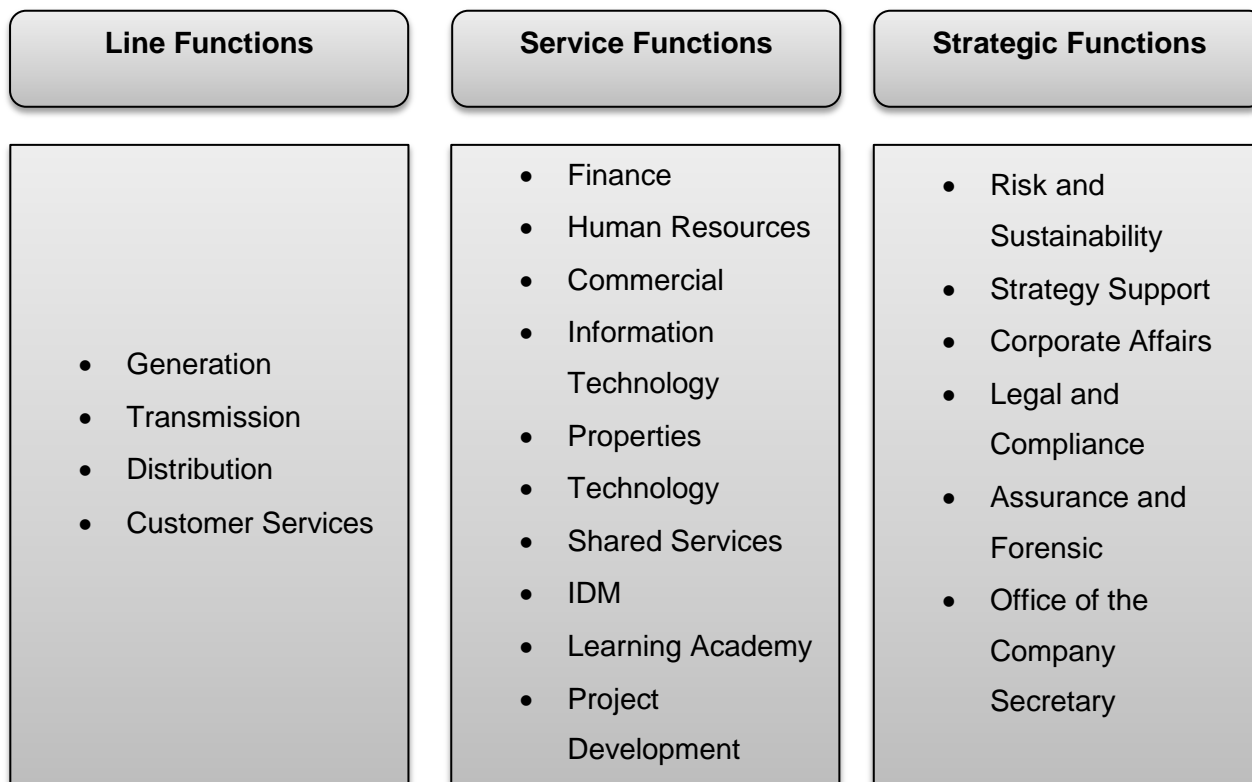 Line Functions
Service Functions
Strategic Functions
• Generation
• Transmission
• Distribution
• Customer Services
• Finance
• Human Resources
• Commercial
• Information
Technology
• Properties
• Technology
• Shared Services
• IDM
• Learning Academy
• Project
Development
• Risk and
Sustainability
• Strategy Support
• Corporate Affairs
• Legal and
Compliance
• Assurance and
Forensic
• Office of the
Company
Secretary